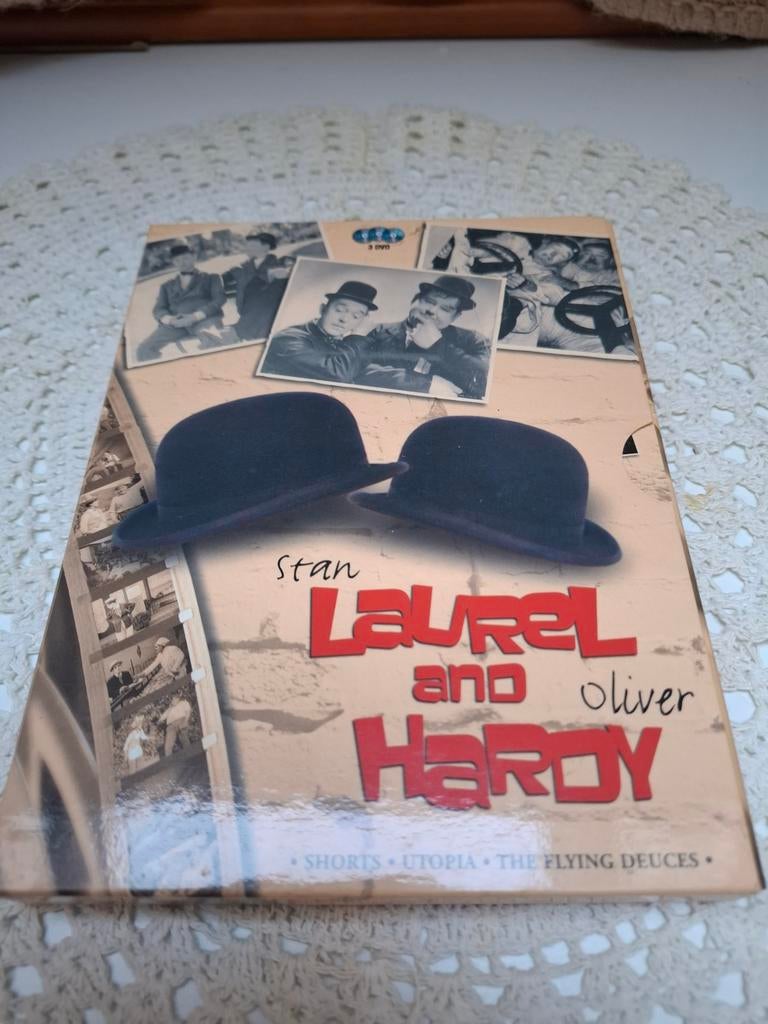 3 DVD
Stan
LAUREL
AND
Oliver
HARDY
• SHORTS • UTOPIA • THE FLYING DEUCES •